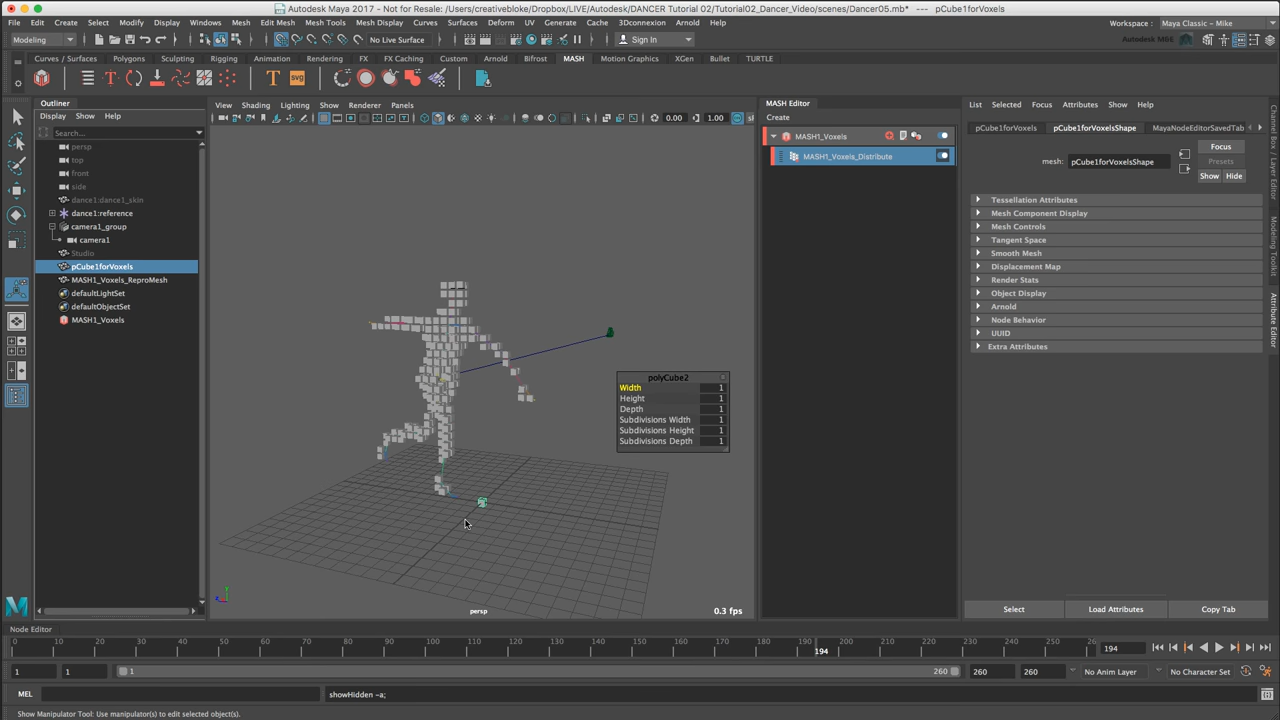 Autodesk Maya 2017 - Not for Resale: /Users/creativebloke/Dropbox/LIVE/Autodesk/DANCER Tutorial 02/Tutorial02_Dancer_Video/scenes/Dancer05.mb* --- pCube1forVoxels
File Edit Create Select Modify Display Windows Mesh Edit Mesh Mesh Tools Mesh Display Curves Surfaces Deform UV Generate Cache 3DConnexion Arnold Help Workspace : Maya Classic - Mike
Modeling No Live Surface Sign In Autodesk M&E
Curves / Surfaces Polygons Sculpting Rigging Animation Rendering FX FX Caching Custom Arnold Bifrost MASH Motion Graphics XGen Bullet TURTLE
Outliner
Display Show Help
Search...
persp
top
front
side
dance1:dance1_skin
dance1:reference
camera1_group
camera1
Studio
pCube1forVoxels
MASH1_Voxels_ReproMesh
defaultLightSet
defaultObjectSet
MASH1_Voxels
View Shading Lighting Show Renderer Panels
0.00 1.00
polyCube2
Width 1
Height 1
Depth 1
Subdivisions Width 1
Subdivisions Height 1
Subdivisions Depth 1
persp
0.3 fps
MASH Editor
Create
MASH1_Voxels
MASH1_Voxels_Distribute
List Selected Focus Attributes Show Help
pCube1forVoxels pCube1forVoxelsShape MayaNodeEditorSavedTab
Focus
Presets
Show Hide
mesh: pCube1forVoxelsShape
Tessellation Attributes
Mesh Component Display
Mesh Controls
Tangent Space
Smooth Mesh
Displacement Map
Render Stats
Object Display
Arnold
Node Behavior
UUID
Extra Attributes
Select Load Attributes Copy Tab
Channel Box / Layer Editor
Modeling Toolkit
Attribute Editor
Node Editor
0 10 20 30 40 50 60 70 80 90 100 110 120 130 140 150 160 170 180 190 200 210 220 230 240 250 26
194
194
1 1 1 260 260 260 No Anim Layer No Character Set
MEL showHidden -a;
Show Manipulator Tool: Use manipulator(s) to edit selected object(s).